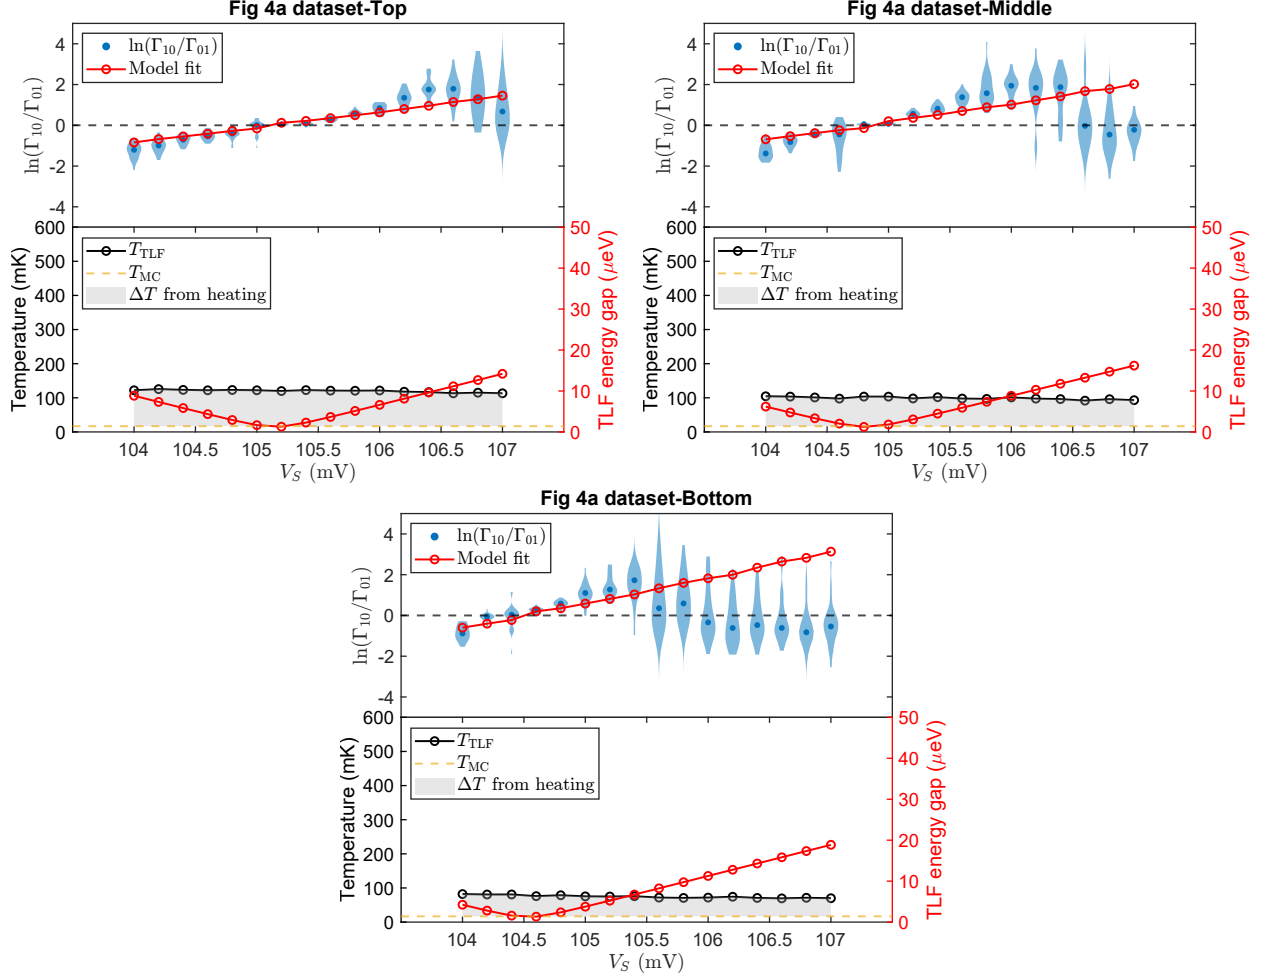 Fig 4a dataset-Top
4
2
0
-2
-4
ln(Γ10/Γ01)
ln(Γ10/Γ01)
Model fit
600
500
400
300
200
100
0
Temperature (mK)
TTLF
TMC
ΔT from heating
50
40
30
20
10
0
TLF energy gap (μeV)
104
104.5
105
105.5
106
106.5
107
VS (mV)
Fig 4a dataset-Middle
4
2
0
-2
-4
ln(Γ10/Γ01)
ln(Γ10/Γ01)
Model fit
600
500
400
300
200
100
0
Temperature (mK)
TTLF
TMC
ΔT from heating
50
40
30
20
10
0
TLF energy gap (μeV)
104
104.5
105
105.5
106
106.5
107
VS (mV)
Fig 4a dataset-Bottom
4
2
0
-2
-4
ln(Γ10/Γ01)
ln(Γ10/Γ01)
Model fit
600
500
400
300
200
100
0
Temperature (mK)
TTLF
TMC
ΔT from heating
50
40
30
20
10
0
TLF energy gap (μeV)
104
104.5
105
105.5
106
106.5
107
VS (mV)